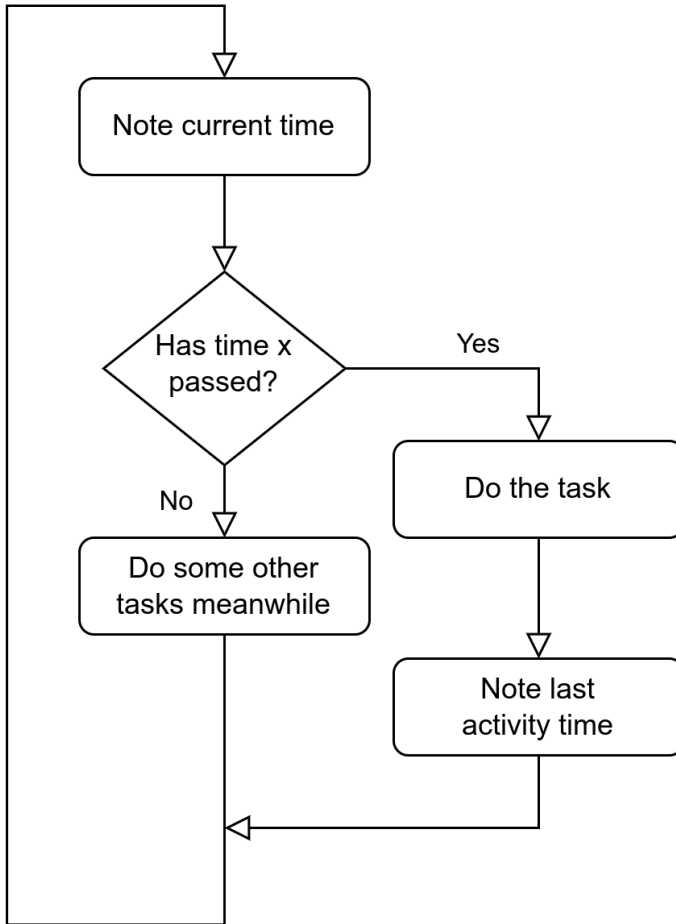 Note current time
Has time x
passed?
Yes
Do the task
No
Do some other
tasks meanwhile
Note last
activity time